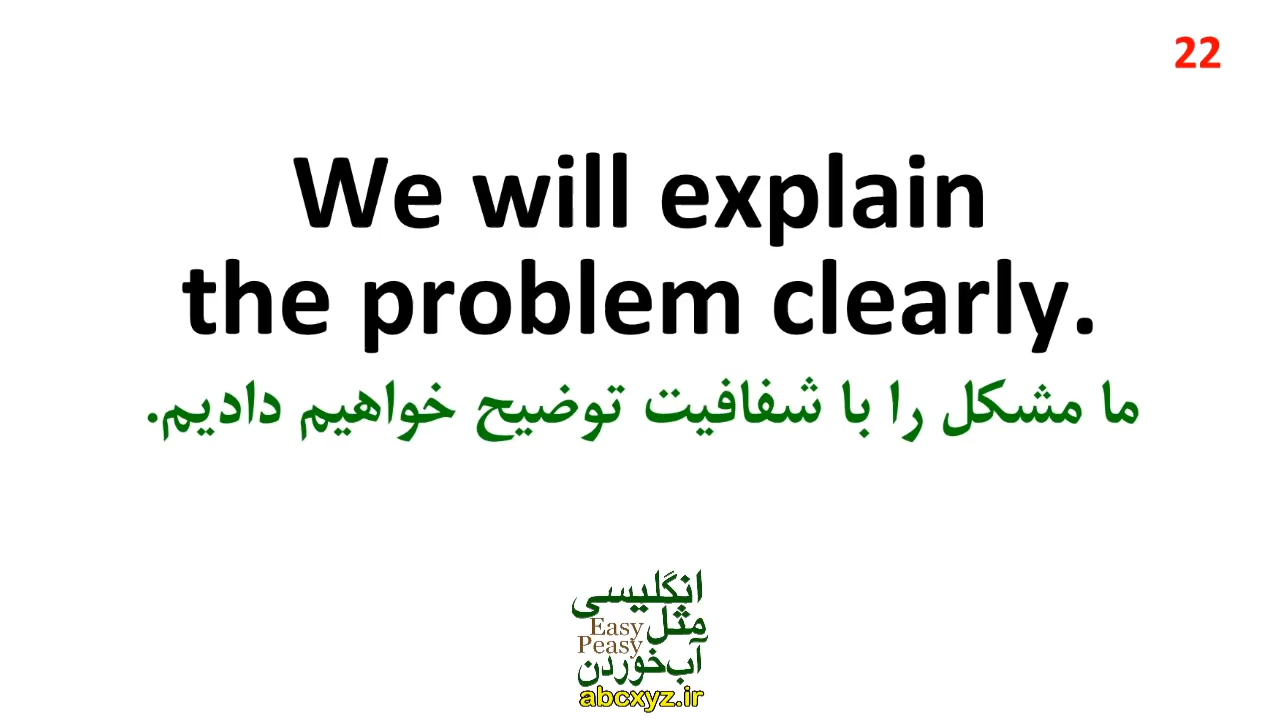 22
We will explain
the problem clearly.
ما مشکل را با شفافیت توضیح خواهیم دادیم.
انگلیسی
مثل
Easy
Peasy
آب‌خوردن
abcxyz.ir